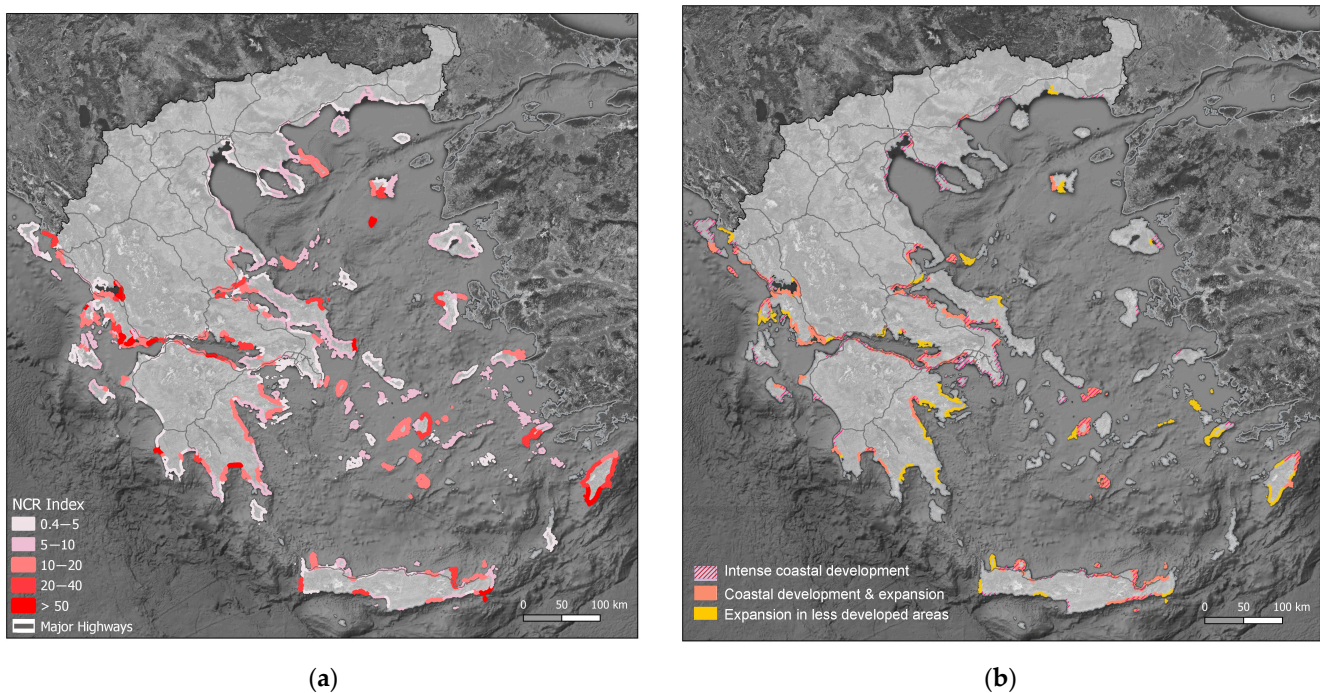 NCR Index
0.4—5
5—10
10—20
20—40
> 50
Major Highways
0 50 100 km
(a)
Intense coastal development
Coastal development & expansion
Expansion in less developed areas
0 50 100 km
(b)